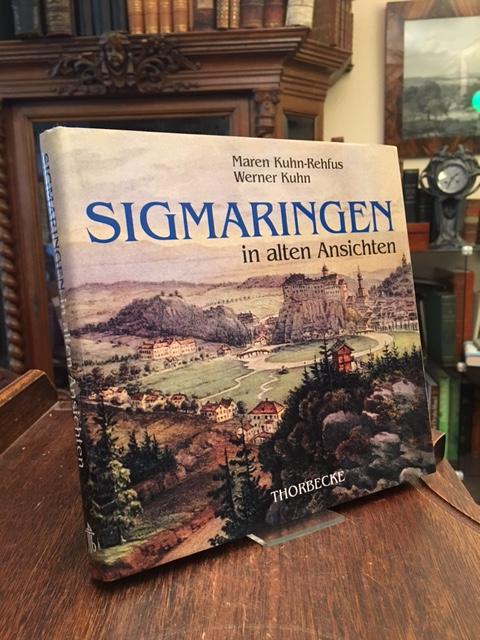 Maren Kuhn-Rehfus
Werner Kuhn
SIGMARINGEN
in alten Ansichten
THORBECKE
SIGMARINGEN in alten Ansichten